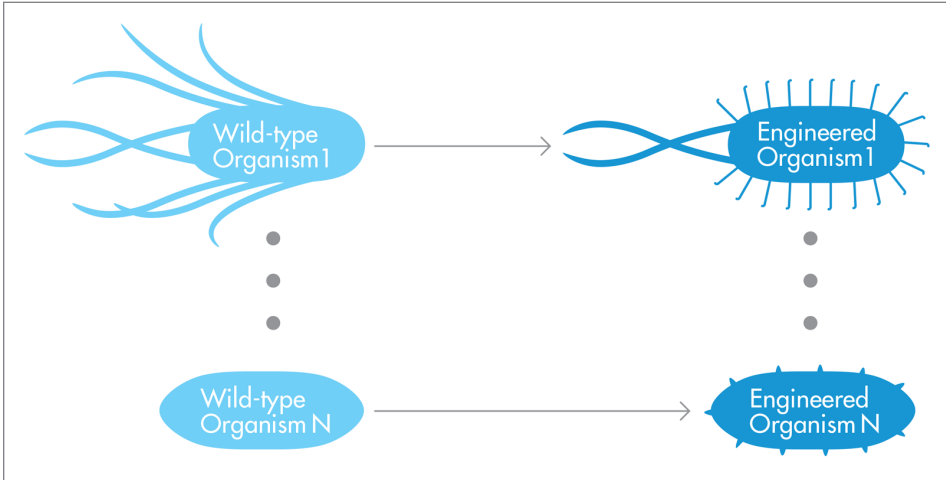 Wild-type
Organism 1
Engineered
Organism 1
Wild-type
Organism N
Engineered
Organism N